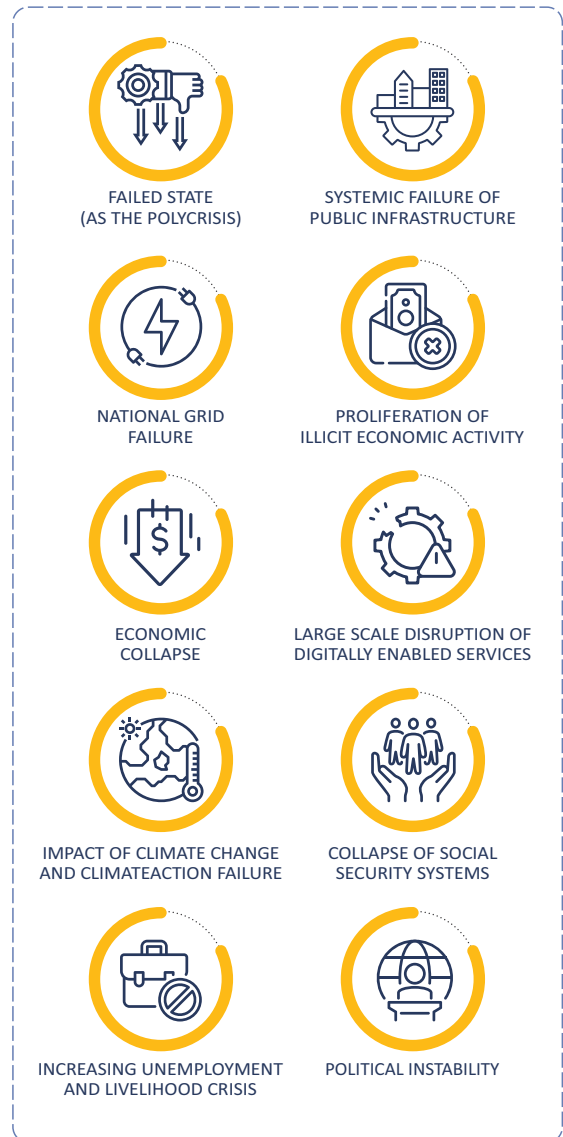 FAILED STATE
(AS THE POLYCRISIS)
SYSTEMIC FAILURE OF
PUBLIC INFRASTRUCTURE
NATIONAL GRID
FAILURE
PROLIFERATION OF
ILLICIT ECONOMIC ACTIVITY
$
ECONOMIC
COLLAPSE
LARGE SCALE DISRUPTION OF
DIGITALLY ENABLED SERVICES
IMPACT OF CLIMATE CHANGE
AND CLIMATEACTION FAILURE
COLLAPSE OF SOCIAL
SECURITY SYSTEMS
INCREASING UNEMPLOYMENT
AND LIVELIHOOD CRISIS
POLITICAL INSTABILITY